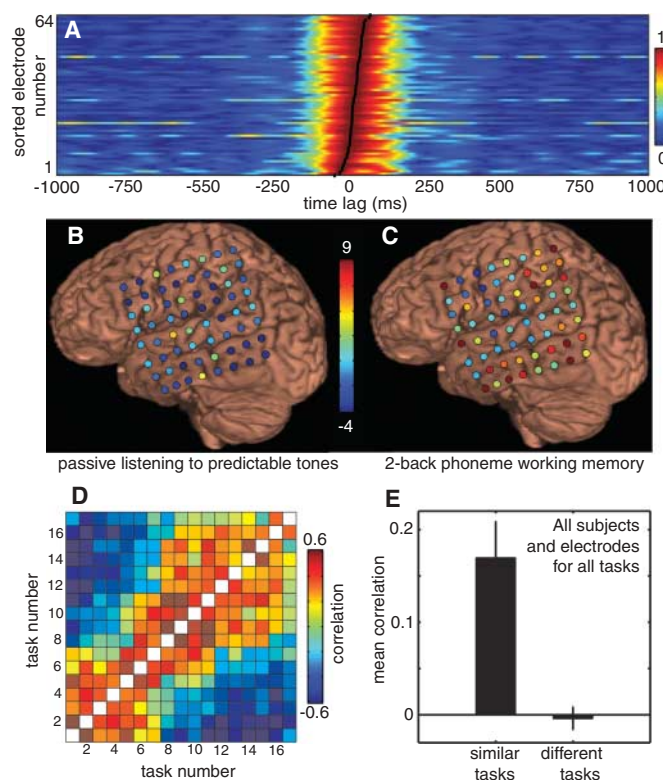 A
64
sorted electrode
number
1
1
0
-1000 -750 -550 -250 0 250 500 750 1000
time lag (ms)
B
9
-4
C
passive listening to predictable tones
2-back phoneme working memory
D
16
14
12
10
8
6
4
2
task number
2 4 6 8 10 12 14 16
task number
0.6
correlation
-0.6
E
All subjects
and electrodes
for all tasks
0.2
0.1
0
mean correlation
similar
tasks
different
tasks